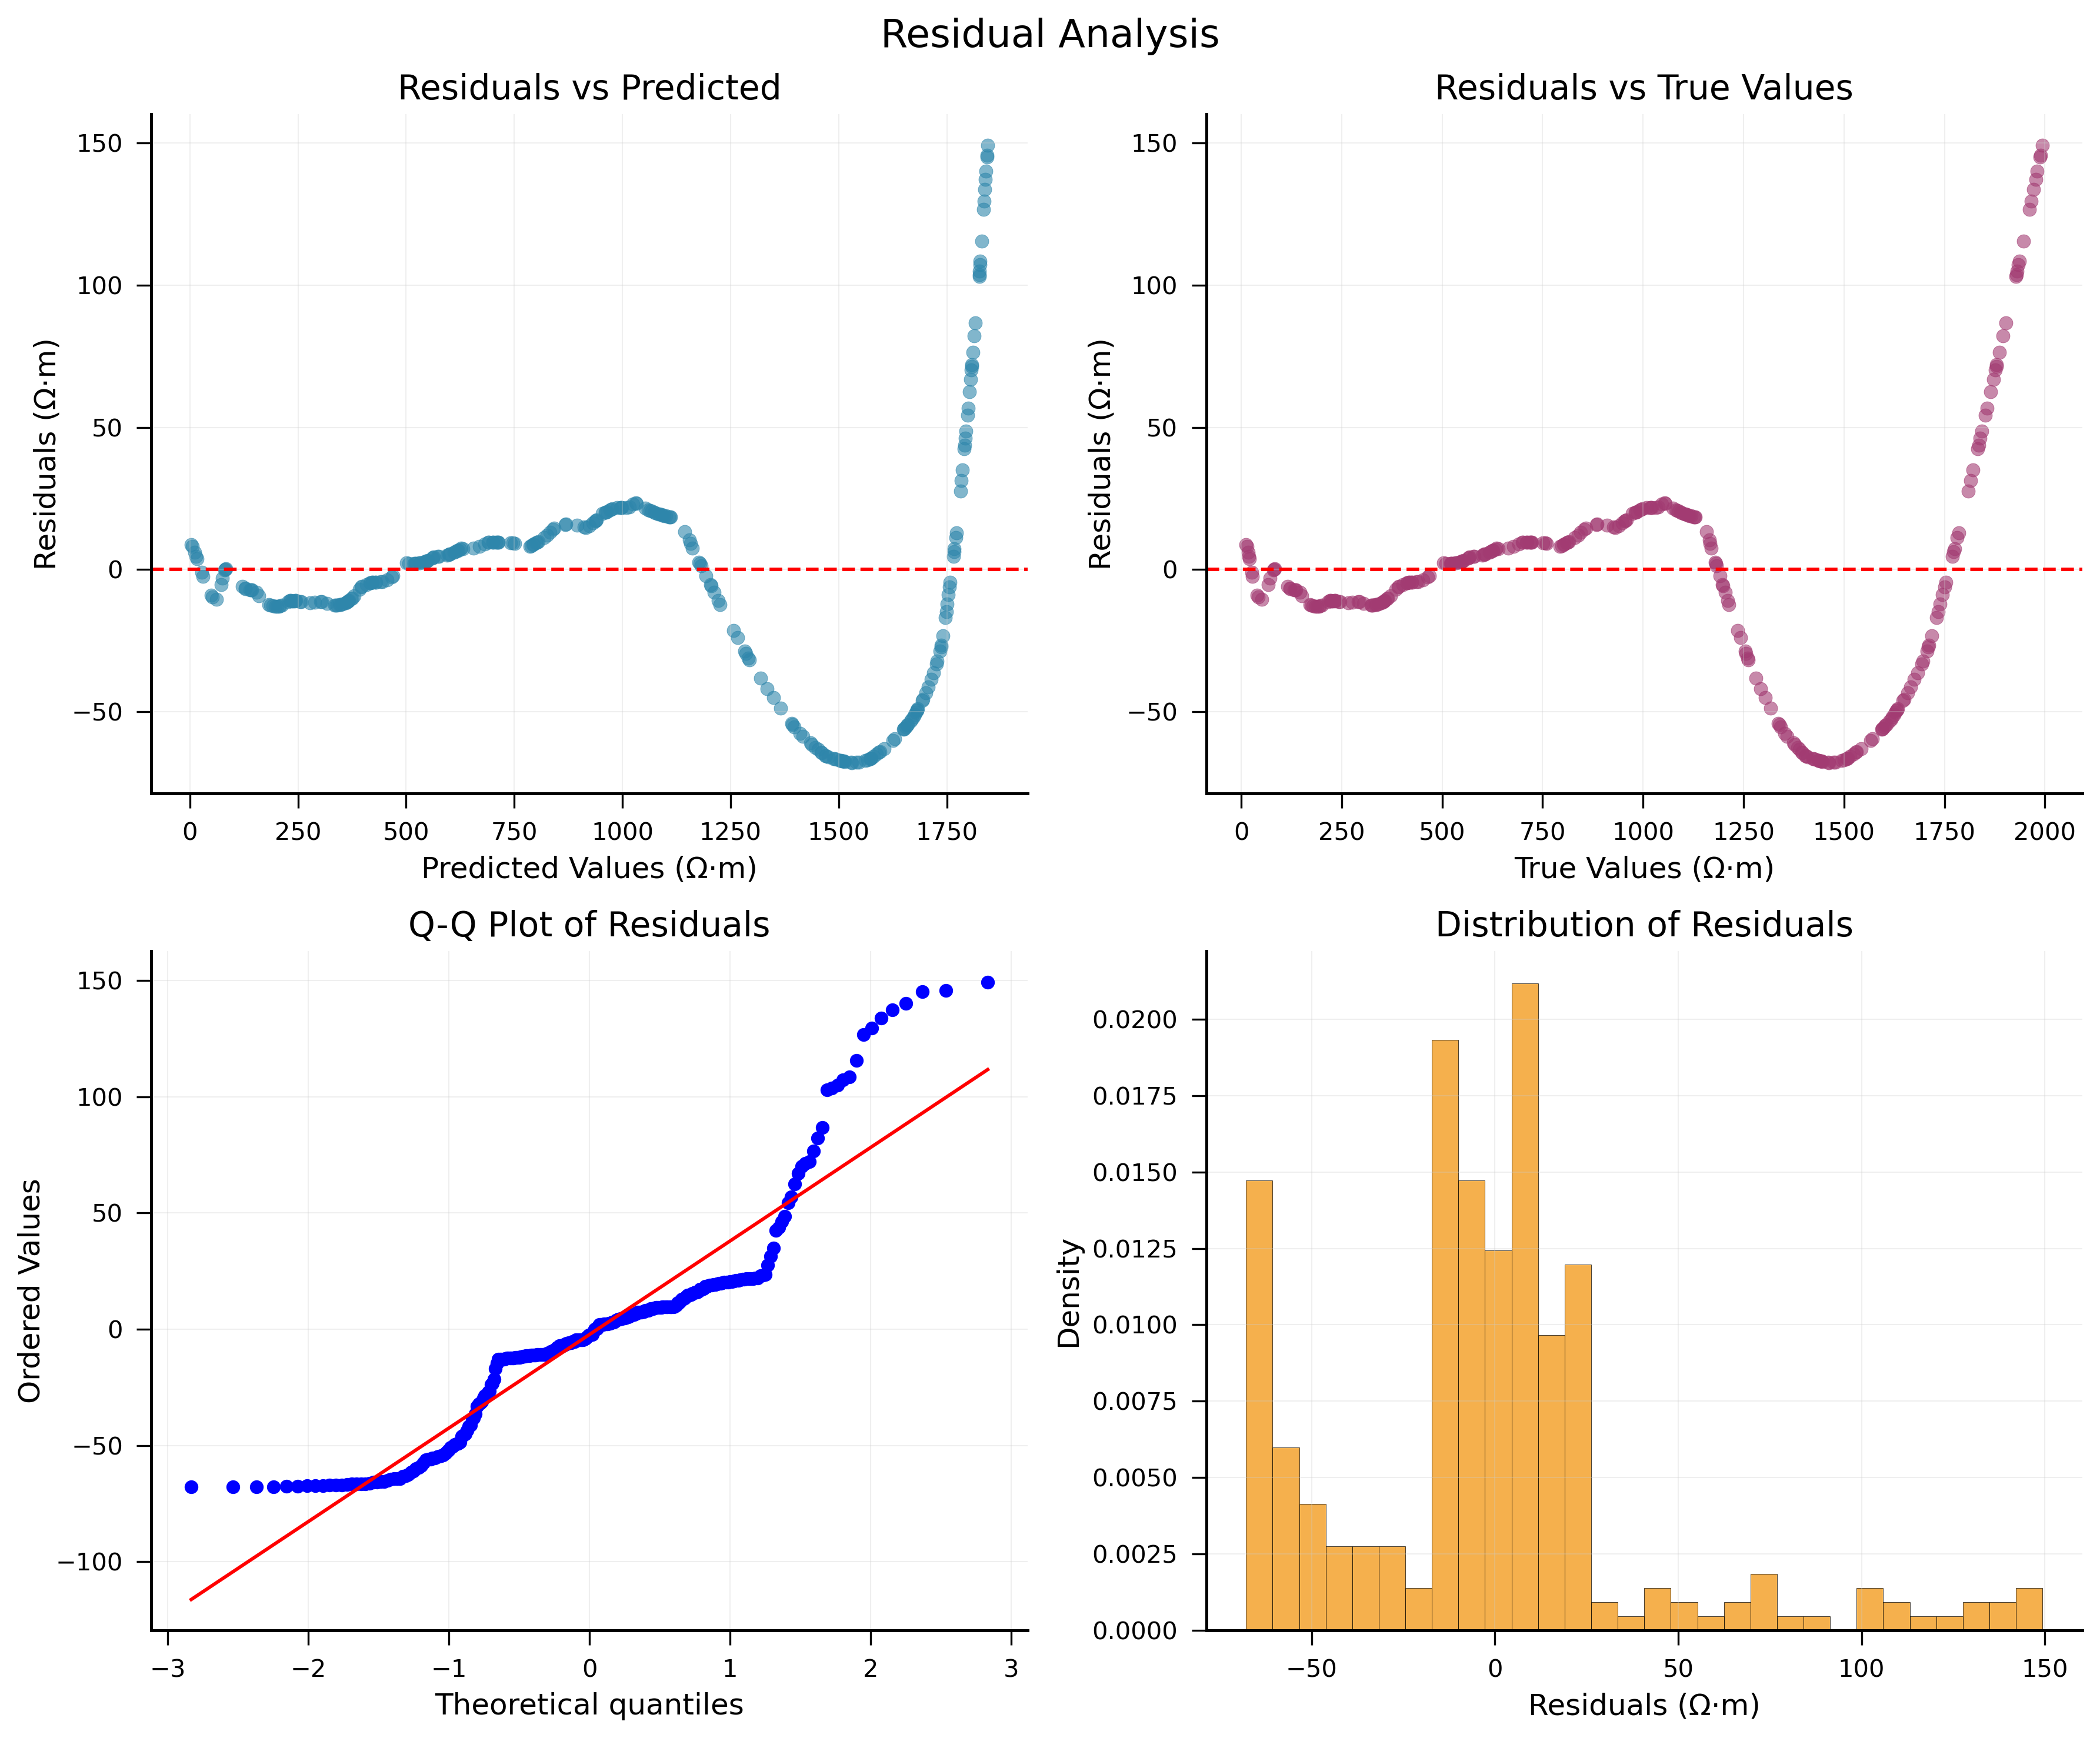 Residual Analysis
Residuals vs Predicted
150
100
50
0
−50
Residuals (Ω·m)
0 250 500 750 1000 1250 1500 1750
Predicted Values (Ω·m)
Residuals vs True Values
150
100
50
0
−50
Residuals (Ω·m)
0 250 500 750 1000 1250 1500 1750 2000
True Values (Ω·m)
Q-Q Plot of Residuals
150
100
50
0
−50
−100
Ordered Values
−3 −2 −1 0 1 2 3
Theoretical quantiles
Distribution of Residuals
0.0200
0.0175
0.0150
0.0125
0.0100
0.0075
0.0050
0.0025
0.0000
Density
−50 0 50 100 150
Residuals (Ω·m)